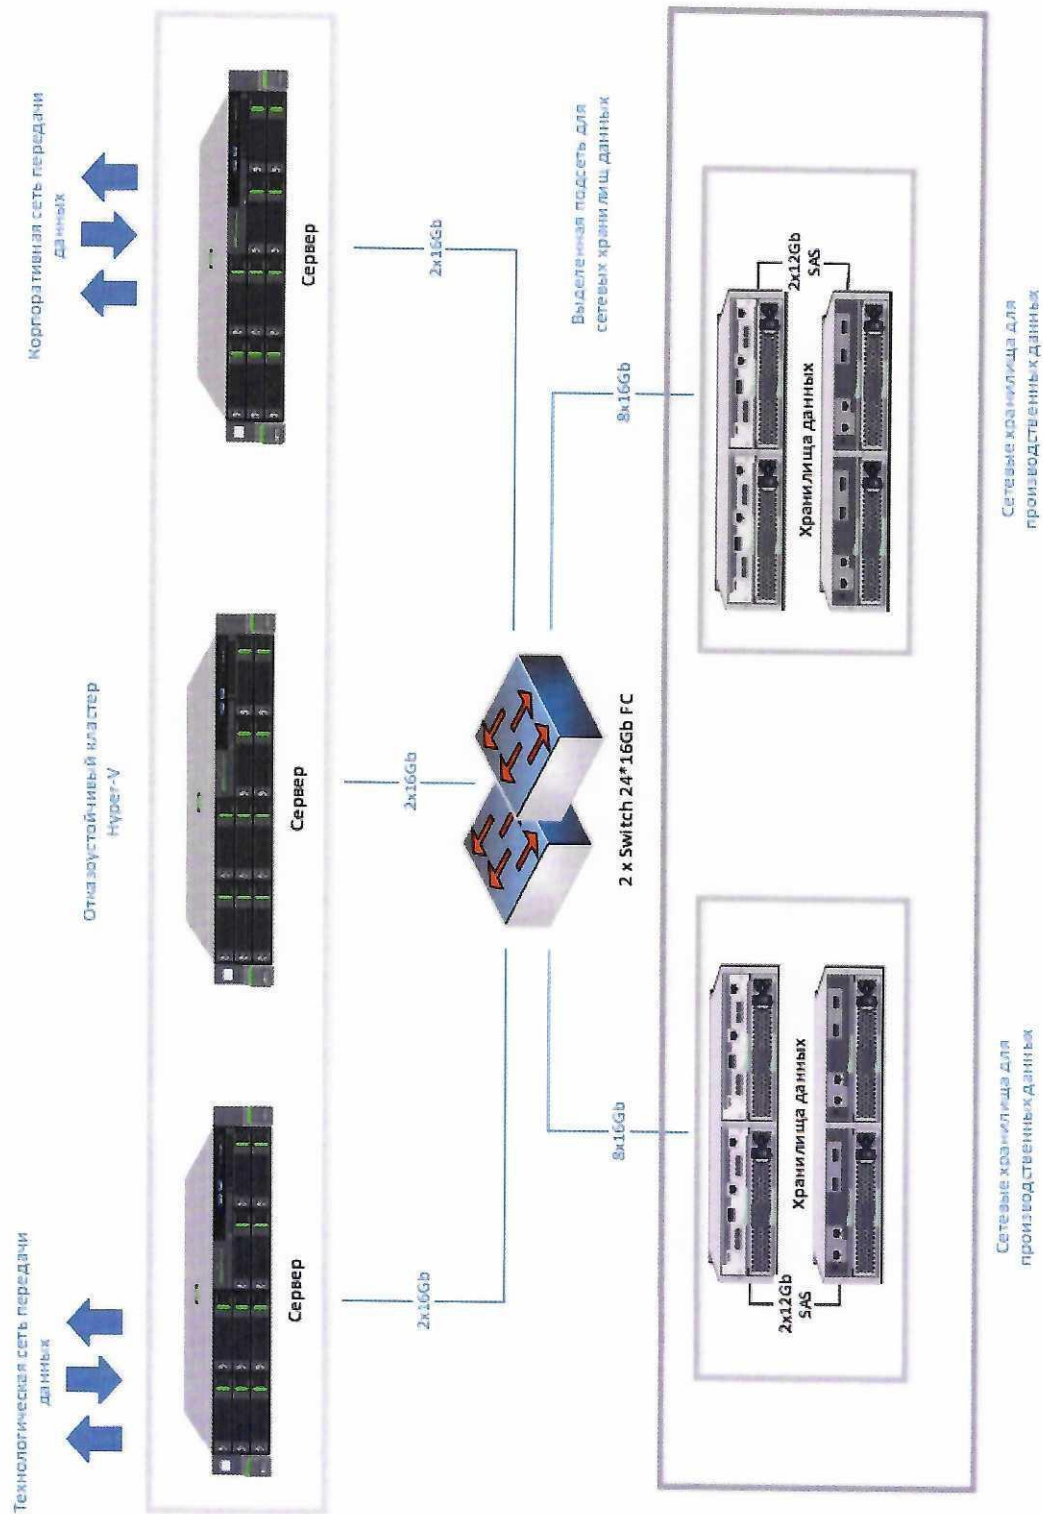 Технологическая сеть передачи
данных
Отказоустойчивый кластер
Hyper-V
Корпоративная сеть передачи
данных
Сервер
Сервер
Сервер
2x16Gb
2x16Gb
2x16Gb
Выделенная подсеть для
сетевых хранилищ данных
2 x Switch 24*16Gb FC
8x16Gb
8x16Gb
2x12Gb
SAS
Хранилища данных
Хранилища данных
2x12Gb
SAS
Сетевые хранилища для
производственных данных
Сетевые хранилища для
производственных данных